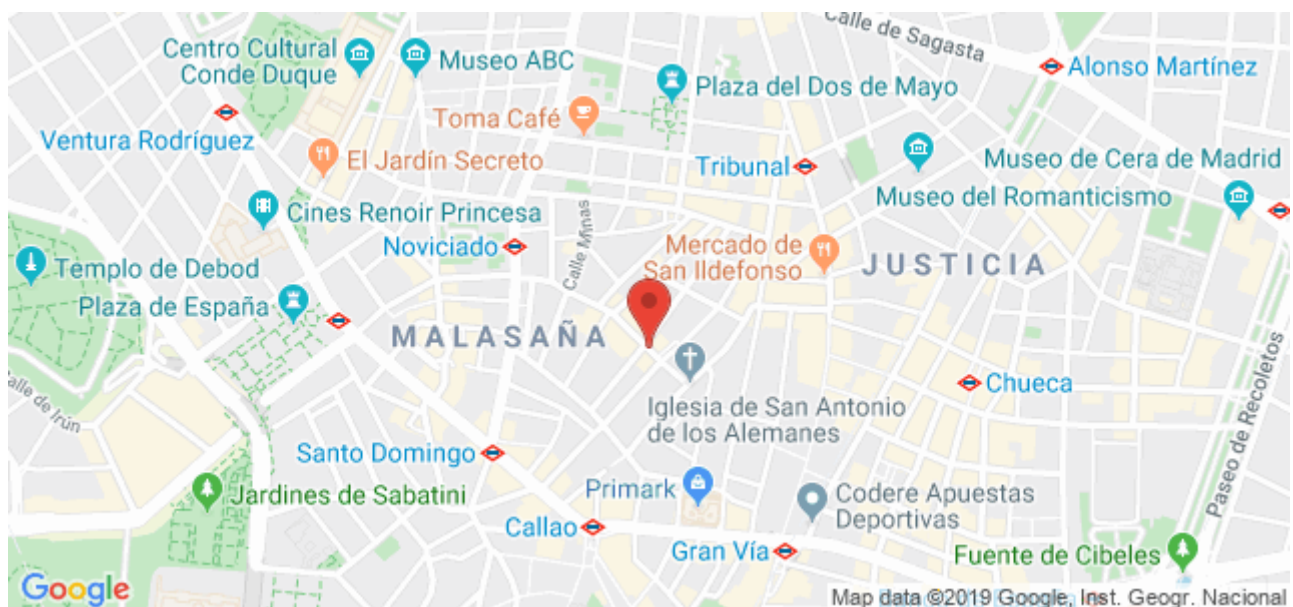 Calle de Sagasta
Centro Cultural
Conde Duque
Museo ABC
Alonso Martínez
Plaza del Dos de Mayo
Toma Café
Ventura Rodríguez
El Jardín Secreto
Tribunal
Museo de Cera de Madrid
Museo del Romanticismo
Cines Renoir Princesa
Calle Minas
Noviciado
Mercado de
San Ildefonso
JUSTICIA
Templo de Debod
Plaza de España
MALASAÑA
Chueca
Paseo de Recoletos
Calle de Irún
Iglesia de San Antonio
de los Alemanes
Santo Domingo
Jardines de Sabatini
Primark
Codere Apuestas
Deportivas
Callao
Gran Vía
Fuente de Cibeles
Google
Map data ©2019 Google, Inst. Geogr. Nacional